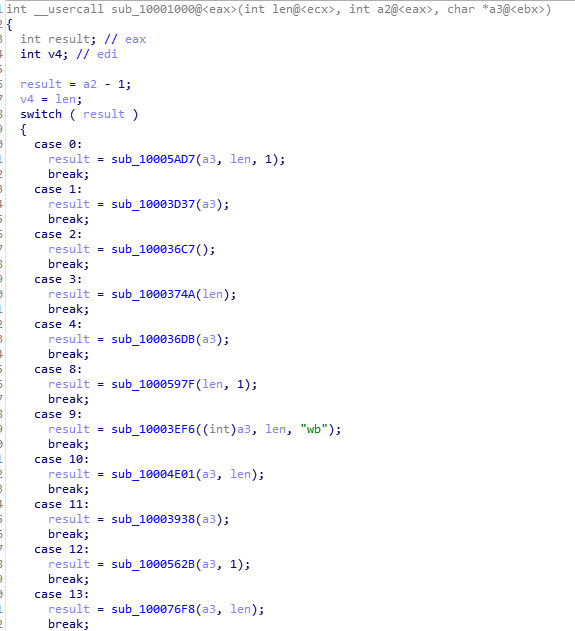 int __usercall sub_10001000@<eax>(int len@<ecx>, int a2@<eax>, char *a3@<ebx>)
{
int result; // eax
int v4; // edi
result = a2 - 1;
v4 = len;
switch ( result )
{
case 0:
result = sub_10005AD7(a3, len, 1);
break;
case 1:
result = sub_10003D37(a3);
break;
case 2:
result = sub_100036C7();
break;
case 3:
result = sub_1000374A(len);
break;
case 4:
result = sub_100036DB(a3);
break;
case 8:
result = sub_1000597F(len, 1);
break;
case 9:
result = sub_10003EF6((int)a3, len, "wb");
break;
case 10:
result = sub_10004E01(a3, len);
break;
case 11:
result = sub_10003938(a3);
break;
case 12:
result = sub_1000562B(a3, 1);
break;
case 13:
result = sub_100076F8(a3, len);
break;